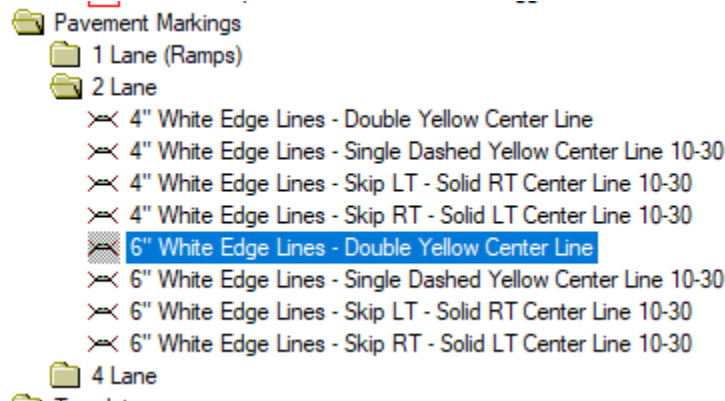 Pavement Markings
1 Lane (Ramps)
2 Lane
4" White Edge Lines - Double Yellow Center Line
4" White Edge Lines - Single Dashed Yellow Center Line 10-30
4" White Edge Lines - Skip LT - Solid RT Center Line 10-30
4" White Edge Lines - Skip RT - Solid LT Center Line 10-30
6" White Edge Lines - Double Yellow Center Line
6" White Edge Lines - Single Dashed Yellow Center Line 10-30
6" White Edge Lines - Skip LT - Solid RT Center Line 10-30
6" White Edge Lines - Skip RT - Solid LT Center Line 10-30
4 Lane